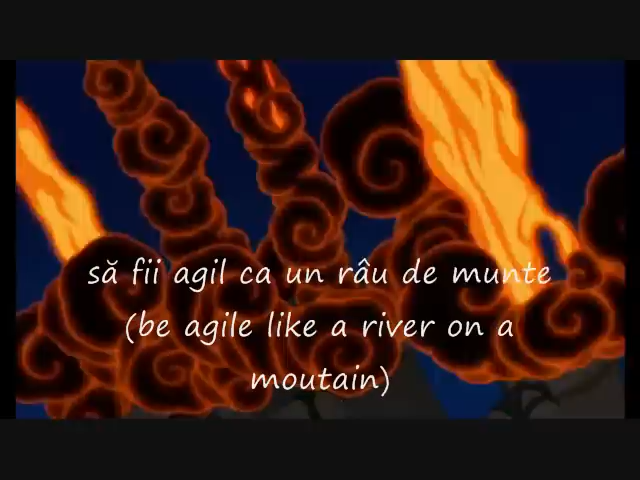 să fii agil ca un râu de munte
(be agile like a river on a
moutain)